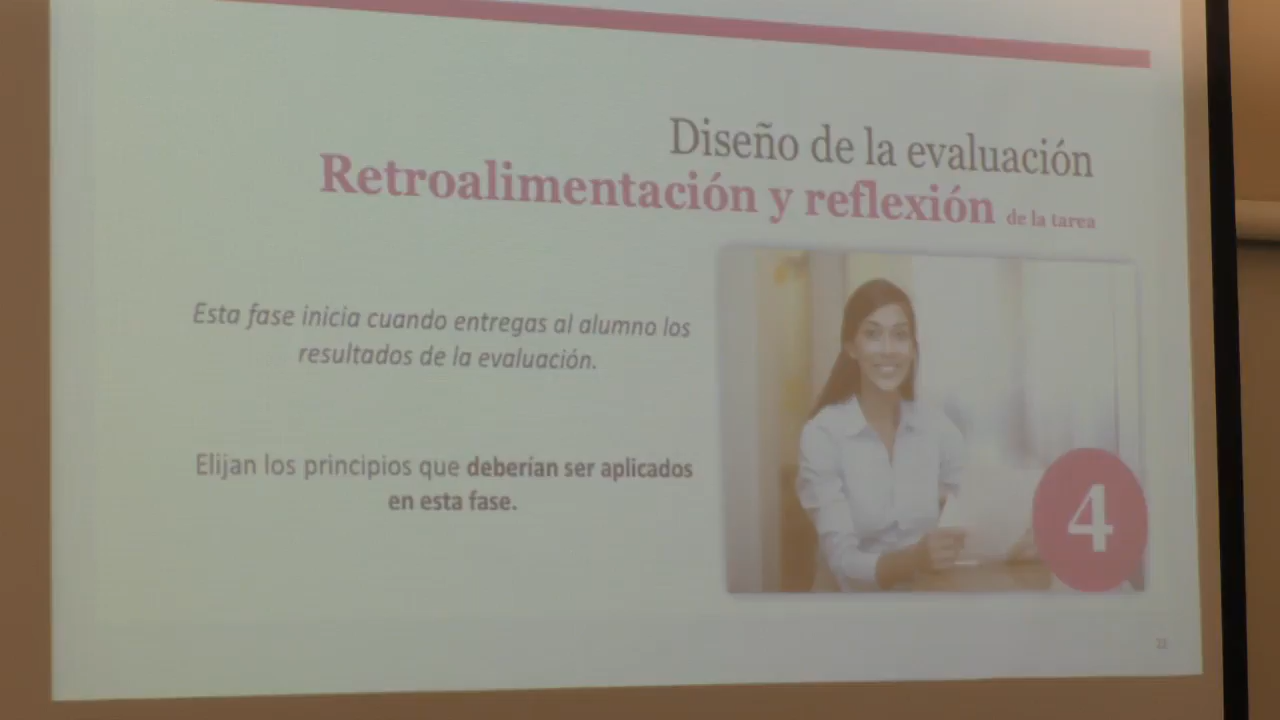 Diseño de la evaluación
Retroalimentación y reflexión de la tarea
Esta fase inicia cuando entregas al alumno los
resultados de la evaluación.
Elijan los principios que deberían ser aplicados
en esta fase.
4